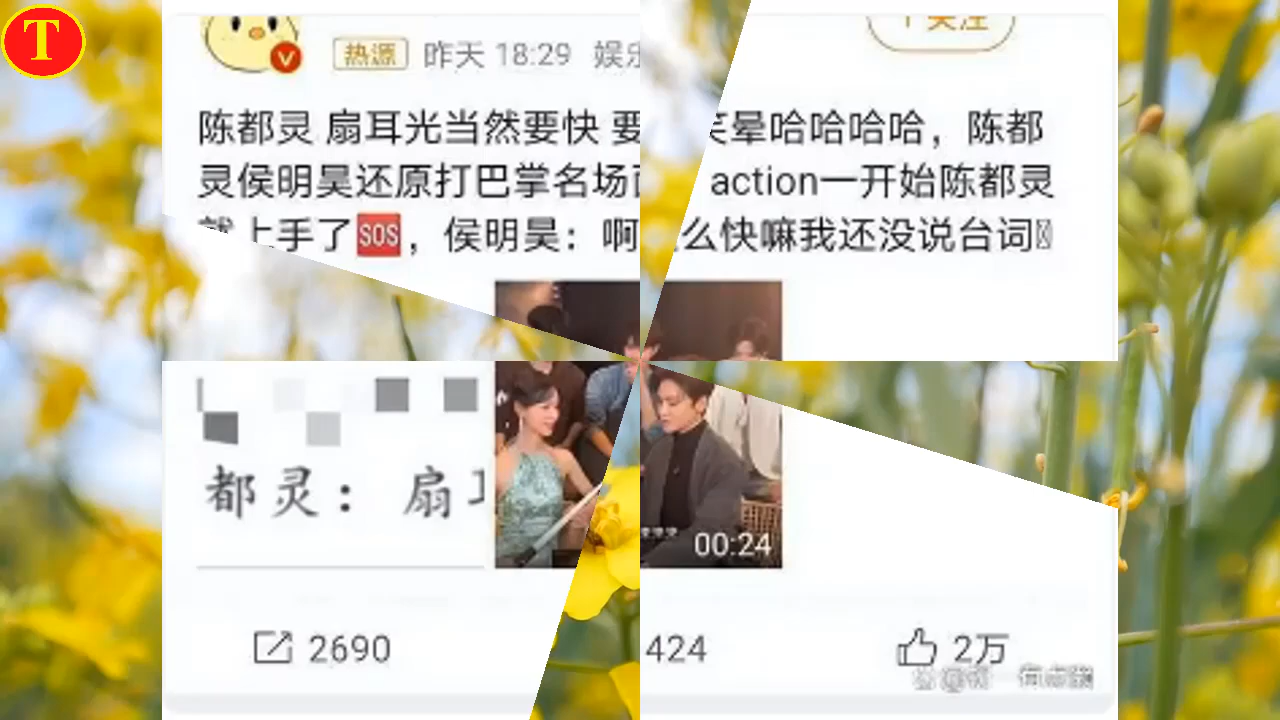 T
热源 昨天 18:29 娱
关注
陈都灵 扇耳光当然要快 要 晕哈哈哈哈，陈都
灵侯明昊还原打巴掌名场 action一开始陈都灵
上手了SOS，侯明昊：啊 么快嘛我还没说台词
都灵：扇
00:24
2690
424
2万